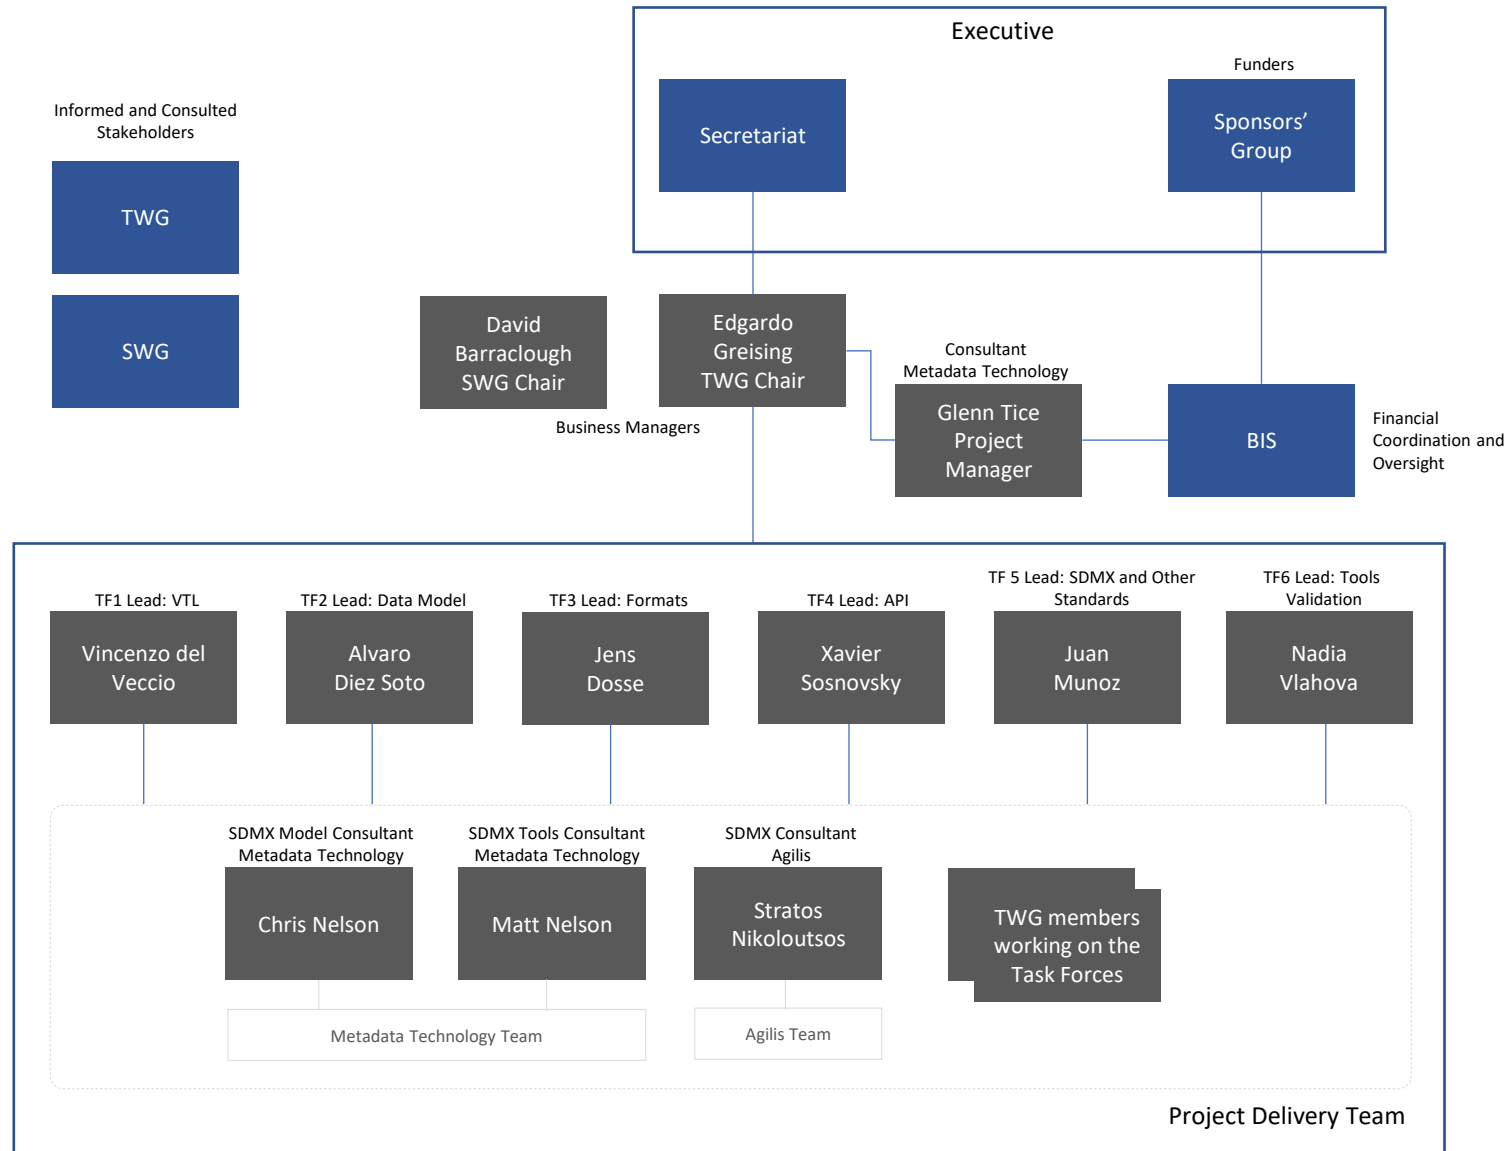 Executive
Funders
Informed and Consulted
Stakeholders
Secretariat
Sponsors’
Group
TWG
SWG
David
Barraclough
SWG Chair
Edgardo
Greising
TWG Chair
Business Managers
Consultant
Metadata Technology
Glenn Tice
Project
Manager
BIS
Financial
Coordination and
Oversight
TF1 Lead: VTL
Vincenzo del
Veccio
TF2 Lead: Data Model
Alvaro
Diez Soto
TF3 Lead: Formats
Jens
Dosse
TF4 Lead: API
Xavier
Sosnovsky
TF 5 Lead: SDMX and Other
Standards
Juan
Munoz
TF6 Lead: Tools
Validation
Nadia
Vlahova
SDMX Model Consultant
Metadata Technology
Chris Nelson
SDMX Tools Consultant
Metadata Technology
Matt Nelson
SDMX Consultant
Agilis
Stratos
Nikoloutsos
TWG members
working on the
Task Forces
Metadata Technology Team
Agilis Team
Project Delivery Team